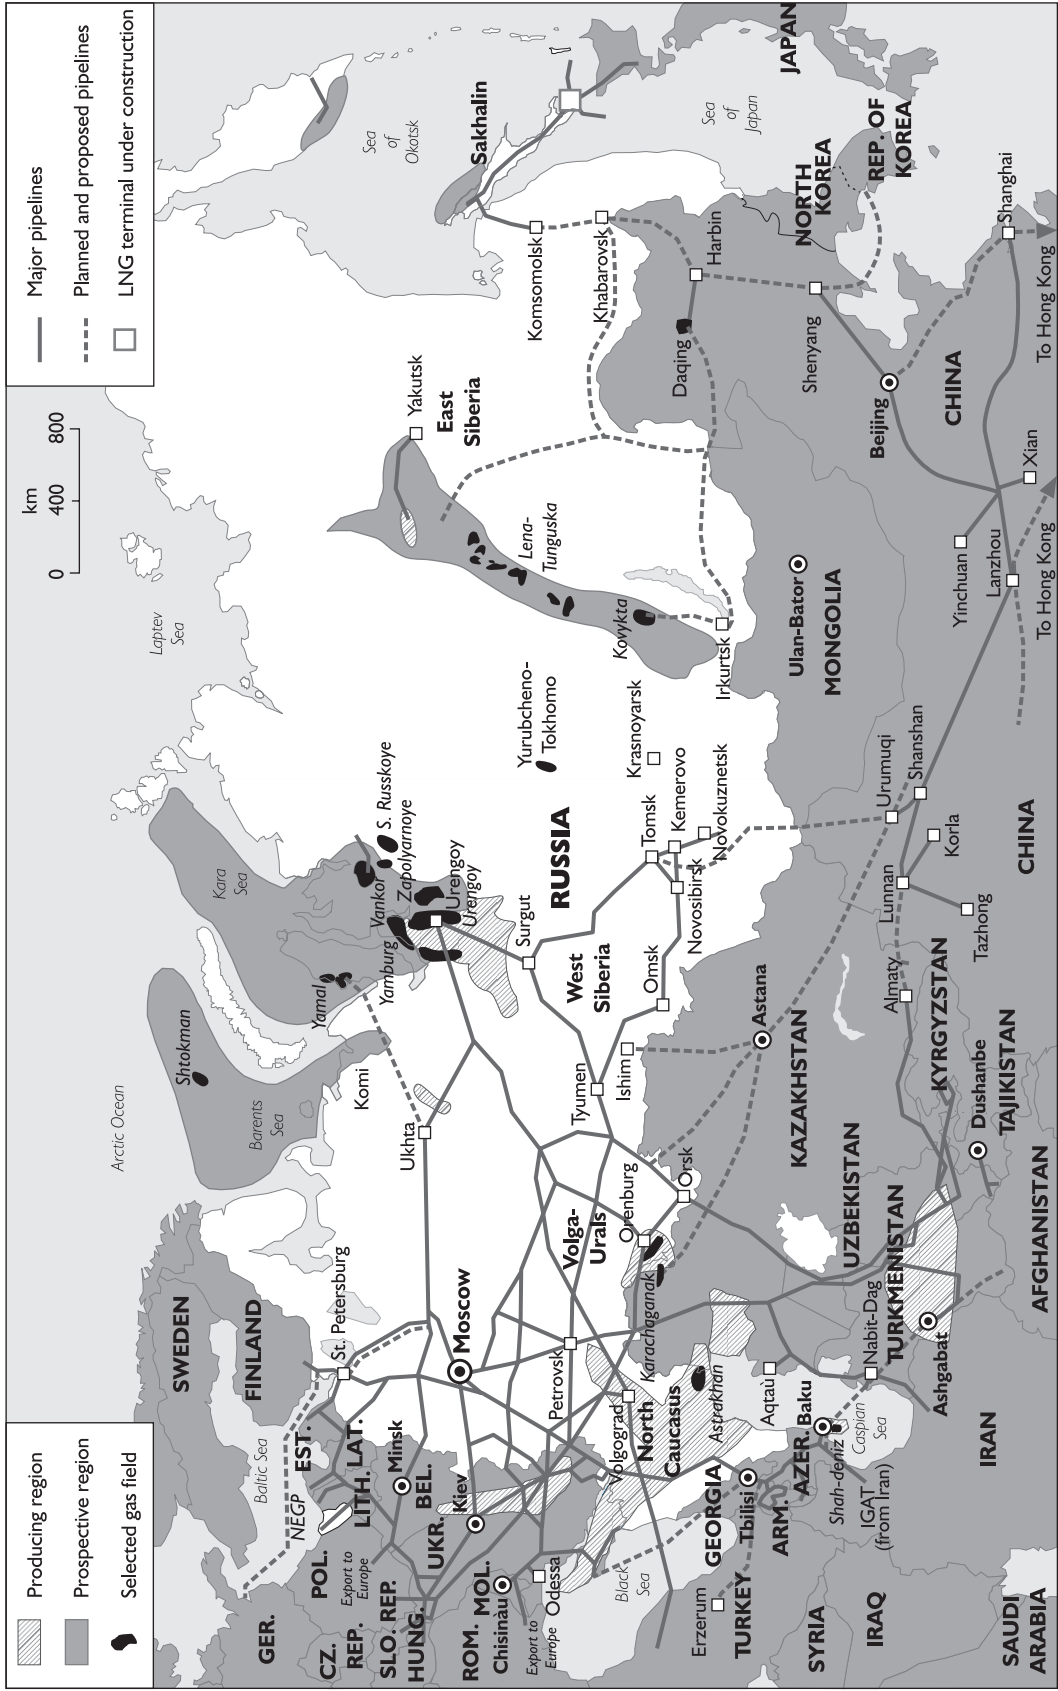 Producing region
Prospective region
Selected gas field
Major pipelines
Planned and proposed pipelines
LNG terminal under construction
km
0
400
800
Arctic Ocean
Barents
Sea
Kara
Sea
Laptev
Sea
Sea
of
Okotsk
Sea
of
Japan
Baltic Sea
Black
Sea
Caspian
Sea
SWEDEN
FINLAND
EST.
LAT.
LITH.
NEGP
GER.
POL.
CZ.
REP.
SLO. REP.
HUNG.
ROM.
MOL.
UKR.
BEL.
Export to
Europe
Export to
Europe
Minsk
Kiev
Chisinàu
Odessa
St. Petersburg
Moscow
Petrovsk
Volgograd
North
Caucasus
Astrakhan
Karachaganak
Orenburg
Orsk
Volga-
Urals
Ukhta
Komi
Shtokman
Yamal
Yamburg
Vankor
Zapolyarnoye
S. Russkoye
Urengoy
Urengoy
Surgut
West
Siberia
RUSSIA
Tyumen
Ishim
Omsk
Novosibirsk
Tomsk
Kemerovo
Novokuznetsk
Krasnoyarsk
Yurubcheno-
Tokhomo
Kovykta
Irkurtsk
Lena-
Tunguska
East
Siberia
Yakutsk
Komsomolsk
Khabarovsk
Sakhalin
JAPAN
NORTH
KOREA
REP. OF
KOREA
Harbin
Daqing
Shenyang
Beijing
CHINA
Shanghai
To Hong Kong
Xian
Yinchuan
Lanzhou
To Hong Kong
Ulan-Bator
MONGOLIA
Urumuqi
Shanshan
Korla
Lunnan
Tazhong
CHINA
Almaty
Astana
KAZAKHSTAN
KYRGYZSTAN
Dushanbe
TAJIKISTAN
UZBEKISTAN
TURKMENISTAN
AFGHANISTAN
Nabit-Dag
Ashgabat
Aqtaù
Baku
AZER.
Shah-deniz
IGAT
(from Iran)
GEORGIA
Tbilisi
ARM.
Erzerum
TURKEY
SYRIA
IRAQ
IRAN
SAUDI
ARABIA